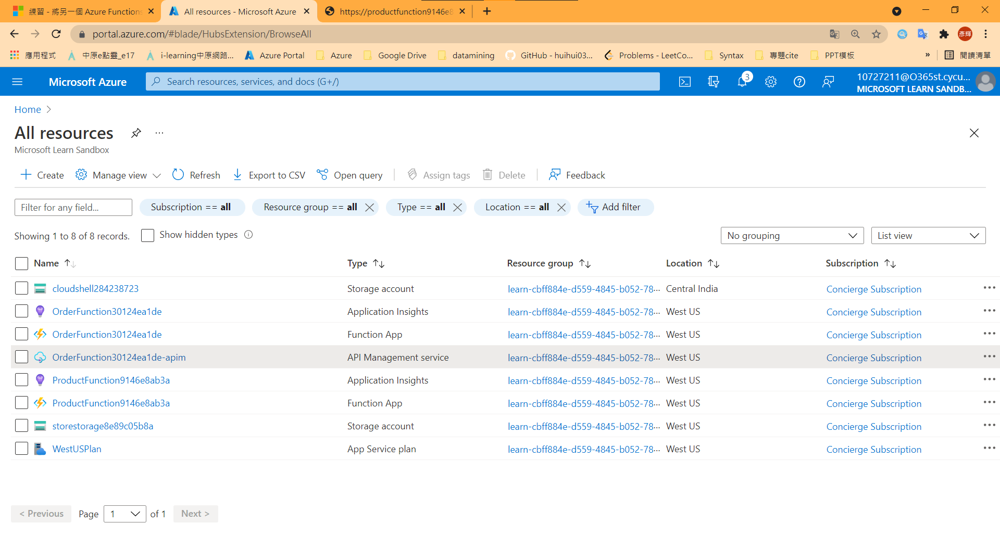 練習 - 將另一個 Azure Functions
All resources - Microsoft Azure
https://productfunction9146e8
portal.azure.com/#blade/HubsExtension/BrowseAll
彥輝
應用程式
中原e點靈_e17
i-learning中原網路...
Azure Portal
Azure
Google Drive
datamining
GitHub - huihui03...
Problems - LeetCo...
Syntax
專題cite
PPT模板
»
閱讀清單
Microsoft Azure
Search resources, services, and docs (G+/)
3
10727211@O365st.cycu...
MICROSOFT LEARN SANDB...
Home
All resources
Microsoft Learn Sandbox
Create
Manage view
Refresh
Export to CSV
Open query
Assign tags
Delete
Feedback
Filter for any field...
Subscription == all
Resource group == all
Type == all
Location == all
Add filter
Showing 1 to 8 of 8 records.
Show hidden types
No grouping
List view
Name Type Resource group Location Subscription
cloudshell284238723 Storage account learn-cbff884e-d559-4845-b052-78... Central India Concierge Subscription
OrderFunction30124ea1de Application Insights learn-cbff884e-d559-4845-b052-78... West US Concierge Subscription
OrderFunction30124ea1de Function App learn-cbff884e-d559-4845-b052-78... West US Concierge Subscription
OrderFunction30124ea1de-apim API Management service learn-cbff884e-d559-4845-b052-78... West US Concierge Subscription
ProductFunction9146e8ab3a Application Insights learn-cbff884e-d559-4845-b052-78... West US Concierge Subscription
ProductFunction9146e8ab3a Function App learn-cbff884e-d559-4845-b052-78... West US Concierge Subscription
storestorage8e89c05b8a Storage account learn-cbff884e-d559-4845-b052-78... West US Concierge Subscription
WestUSPlan App Service plan learn-cbff884e-d559-4845-b052-78... West US Concierge Subscription
< Previous
Page 1 of 1
Next >